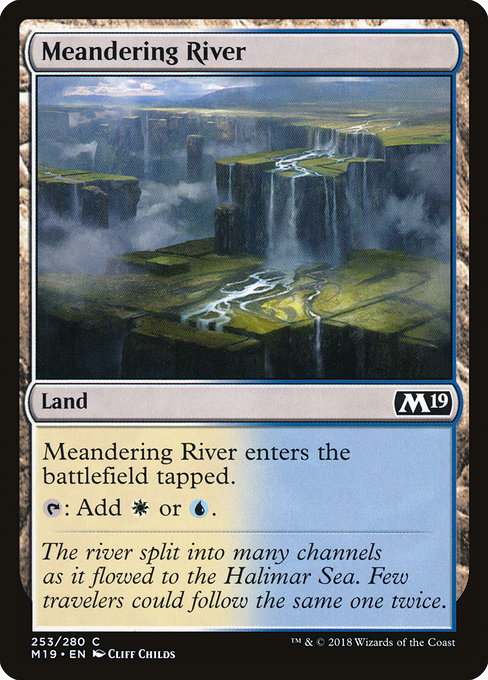 Meandering River
Land
M19
Meandering River enters the
battlefield tapped.
: Add or .
The river split into many channels
as it flowed to the Halimar Sea. Few
travelers could follow the same one twice.
253/280 C
M19 • EN Cliff Childs
™ & © 2018 Wizards of the Coast